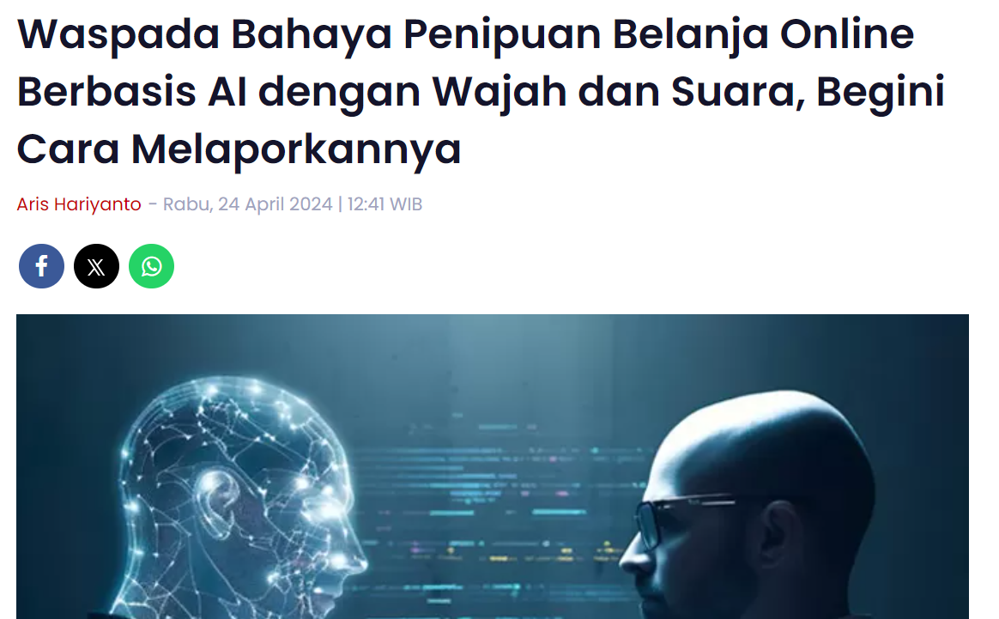 Waspada Bahaya Penipuan Belanja Online
Berbasis AI dengan Wajah dan Suara, Begini
Cara Melaporkannya
Aris Hariyanto - Rabu, 24 April 2024 | 12:41 WIB